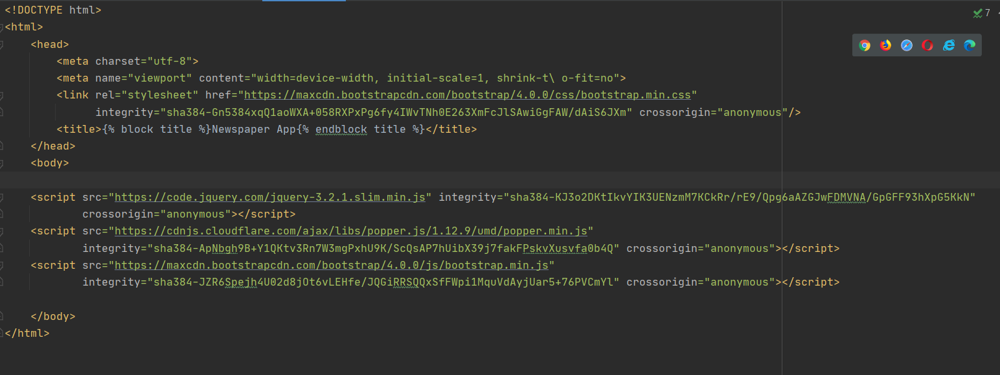 <!DOCTYPE html>
7
<html>
<head>
<meta charset="utf-8">
<meta name="viewport" content="width=device-width, initial-scale=1, shrink-t\ o-fit=no">
<link rel="stylesheet" href="https://maxcdn.bootstrapcdn.com/bootstrap/4.0.0/css/bootstrap.min.css"
integrity="sha384-Gn5384xqQ1aoWXA+058RXPxPg6fy4IWvTNh0E263XmFcJlSAwiGgFAW/dAiS6JXm" crossorigin="anonymous"/>
<title>{% block title %}Newspaper App{% endblock title %}</title>
</head>
<body>
<script src="https://code.jquery.com/jquery-3.2.1.slim.min.js" integrity="sha384-KJ3o2DKtIkvYIK3UENzmM7KCkRr/rE9/Qpg6aAZGJwFDMVNA/GpGFF93hXpG5KkN"
crossorigin="anonymous"></script>
<script src="https://cdnjs.cloudflare.com/ajax/libs/popper.js/1.12.9/umd/popper.min.js"
integrity="sha384-ApNbgh9B+Y1QKtv3Rn7W3mgPxhU9K/ScQsAP7hUibX39j7fakFPskvXusvfa0b4Q" crossorigin="anonymous"></script>
<script src="https://maxcdn.bootstrapcdn.com/bootstrap/4.0.0/js/bootstrap.min.js"
integrity="sha384-JZR6Spejh4U02d8jOt6vLEHfe/JQGiRRSQQxSfFWpi1MquVdAyjUar5+76PVCmYl" crossorigin="anonymous"></script>
</body>
</html>